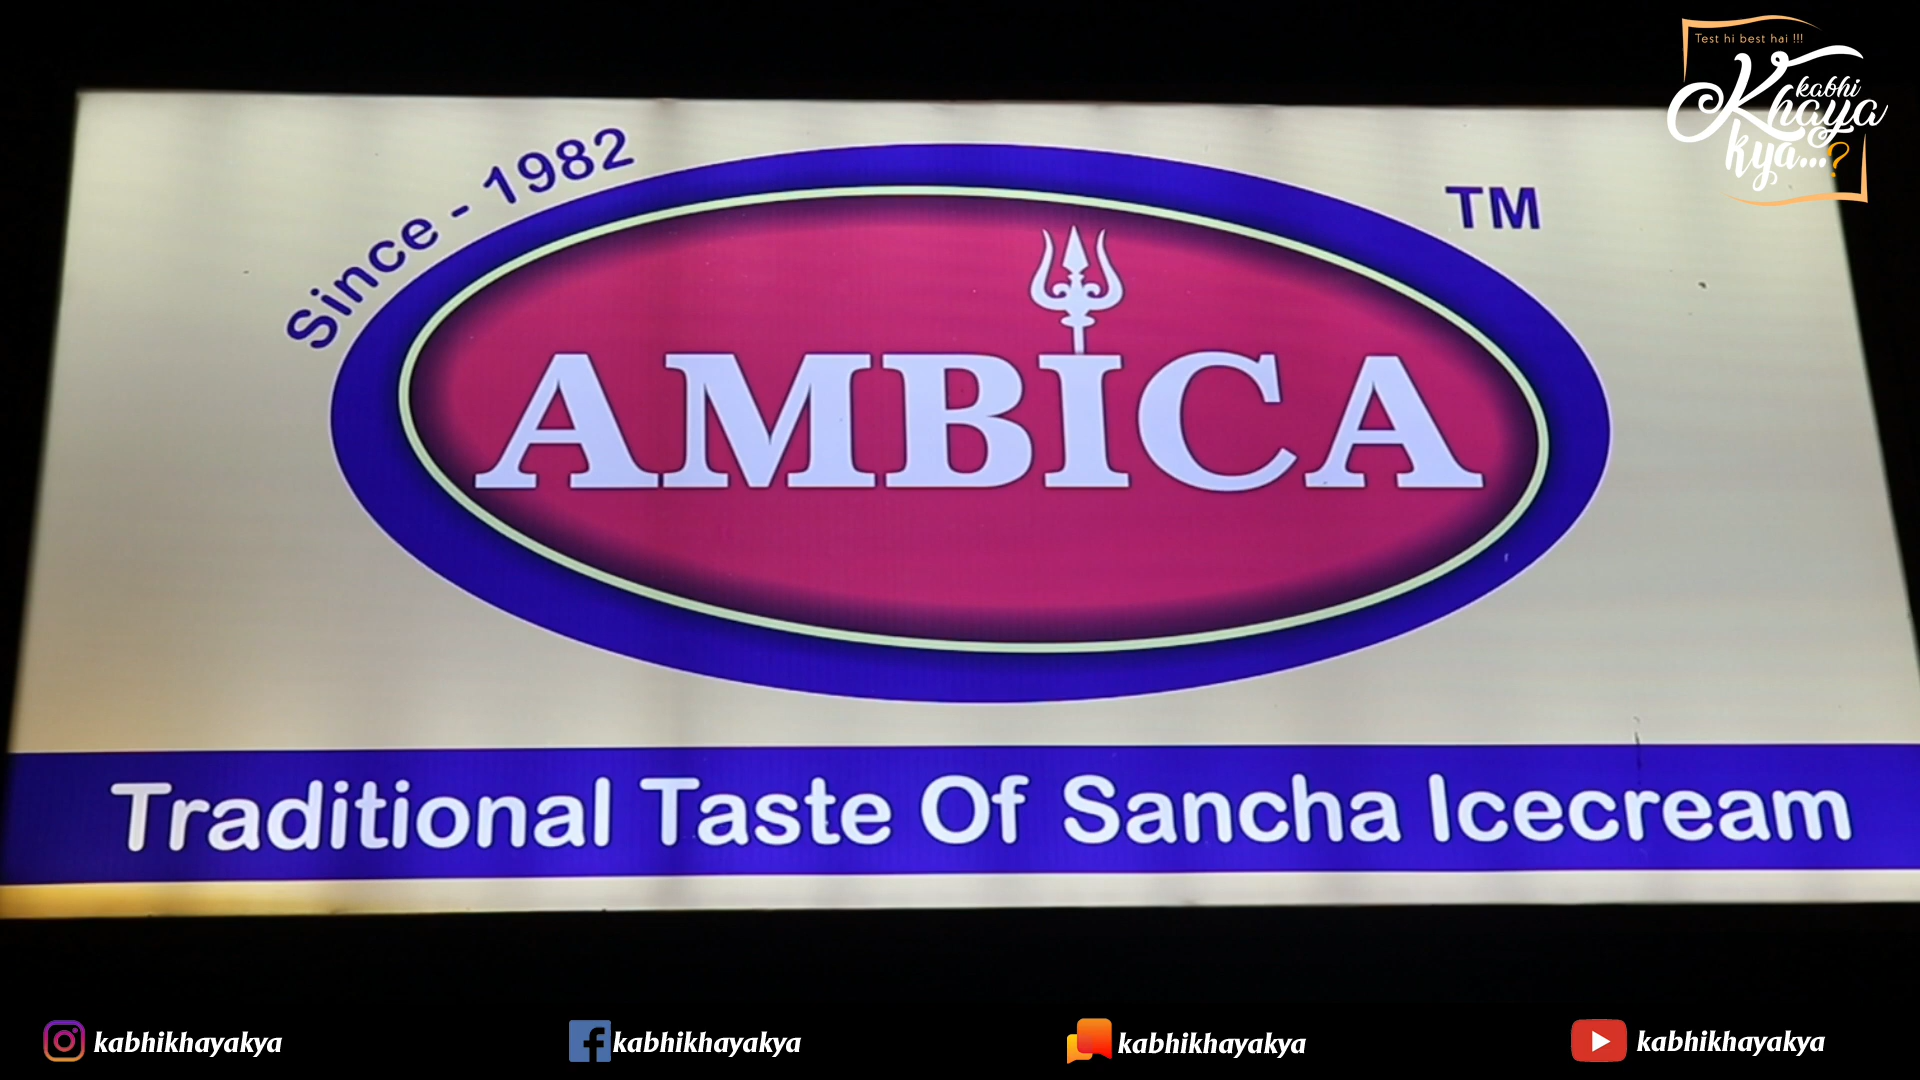 Test hi best hai !!!
kabhi
Khaya
kya...?
Since - 1982
TM
AMBICA
Traditional Taste Of Sancha Icecream
kabhikhayakya
kabhikhayakya
kabhikhayakya
kabhikhayakya